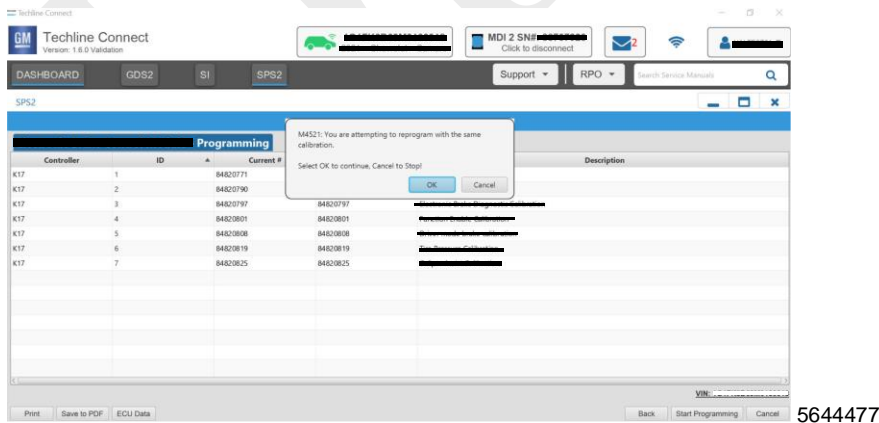 Techline Connect
GM
Techline Connect
Version: 1.6.0 Validation
MDI 2 SN#:
Click to disconnect
2
DASHBOARD GDS2 SI SPS2 Support RPO Search Service Manuals
SPS2
M4521: You are attempting to reprogram with the same
calibration.
Select OK to continue, Cancel to Stop!
OK Cancel
Programming
Controller ID Current # Description
K17 1 84820771
K17 2 84820790
K17 3 84820797 84820797
K17 4 84820801 84820801
K17 5 84820808 84820808
K17 6 84820819 84820819
K17 7 84820825 84820825
VIN:
Print Save to PDF ECU Data Back Start Programming Cancel
5644477